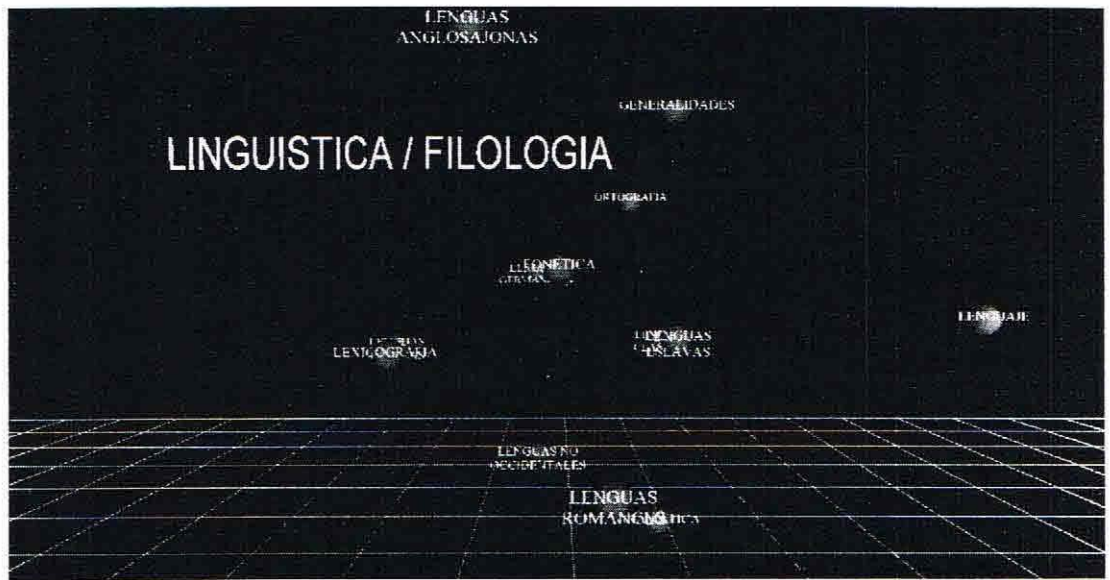 LENGUAS
ANGLOSAJONAS
GENERALIDADES
LINGUISTICA / FILOLOGIA
ORTOGRAFIA
FONETICA
LENGUAJE
LENGUAS
ESLAVAS
LEXICOGRAFIA
LENGUAS NO
OCCIDENTALES
LENGUAS
ROMANCES